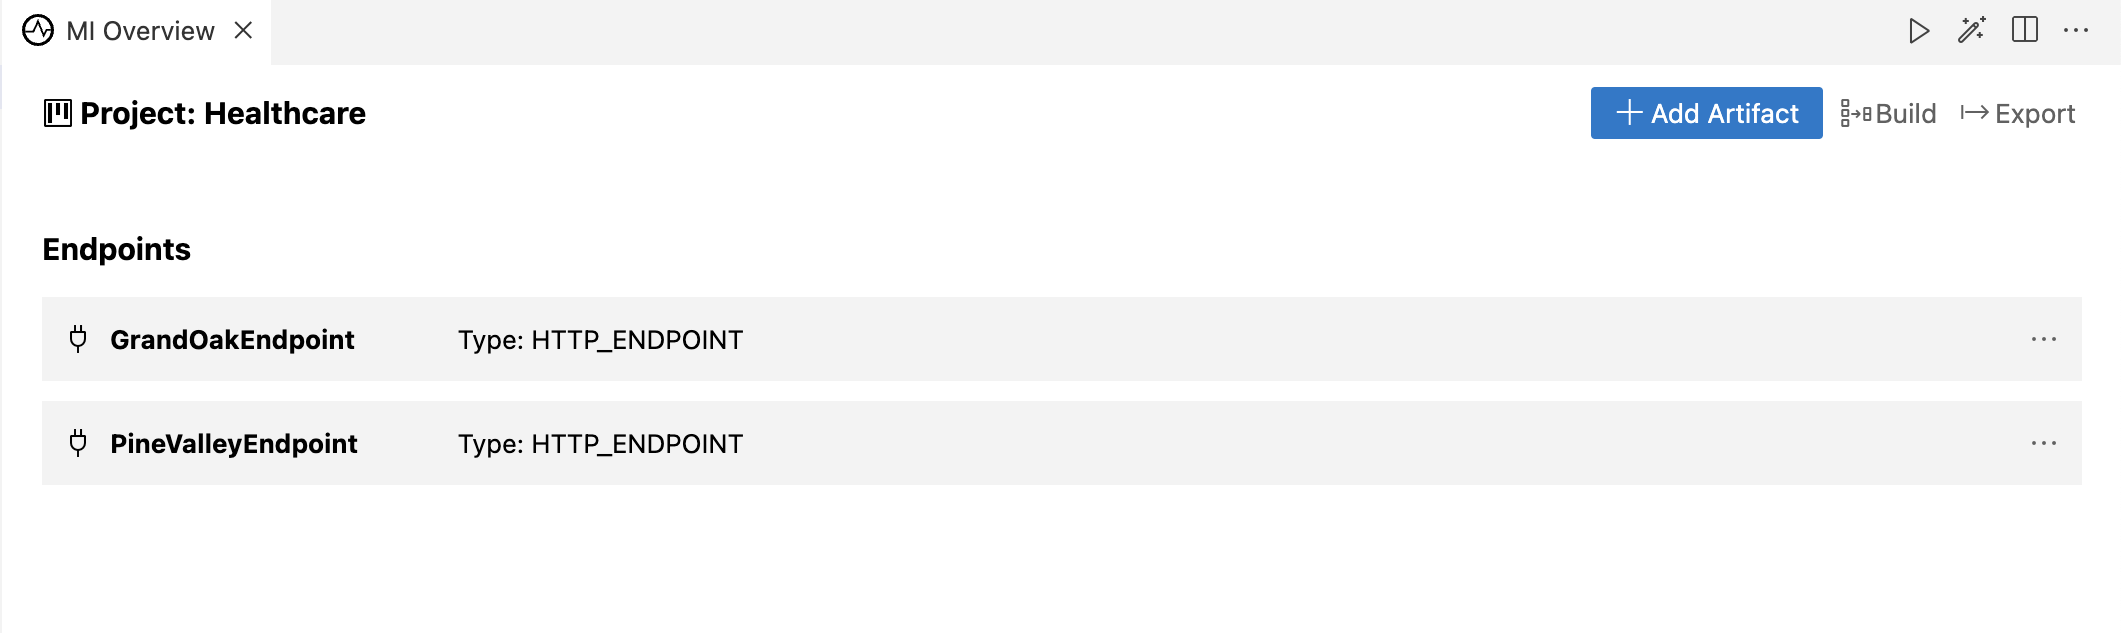 MI Overview
Project: Healthcare
Add Artifact
Build
Export
Endpoints
GrandOakEndpoint Type: HTTP_ENDPOINT
PineValleyEndpoint Type: HTTP_ENDPOINT